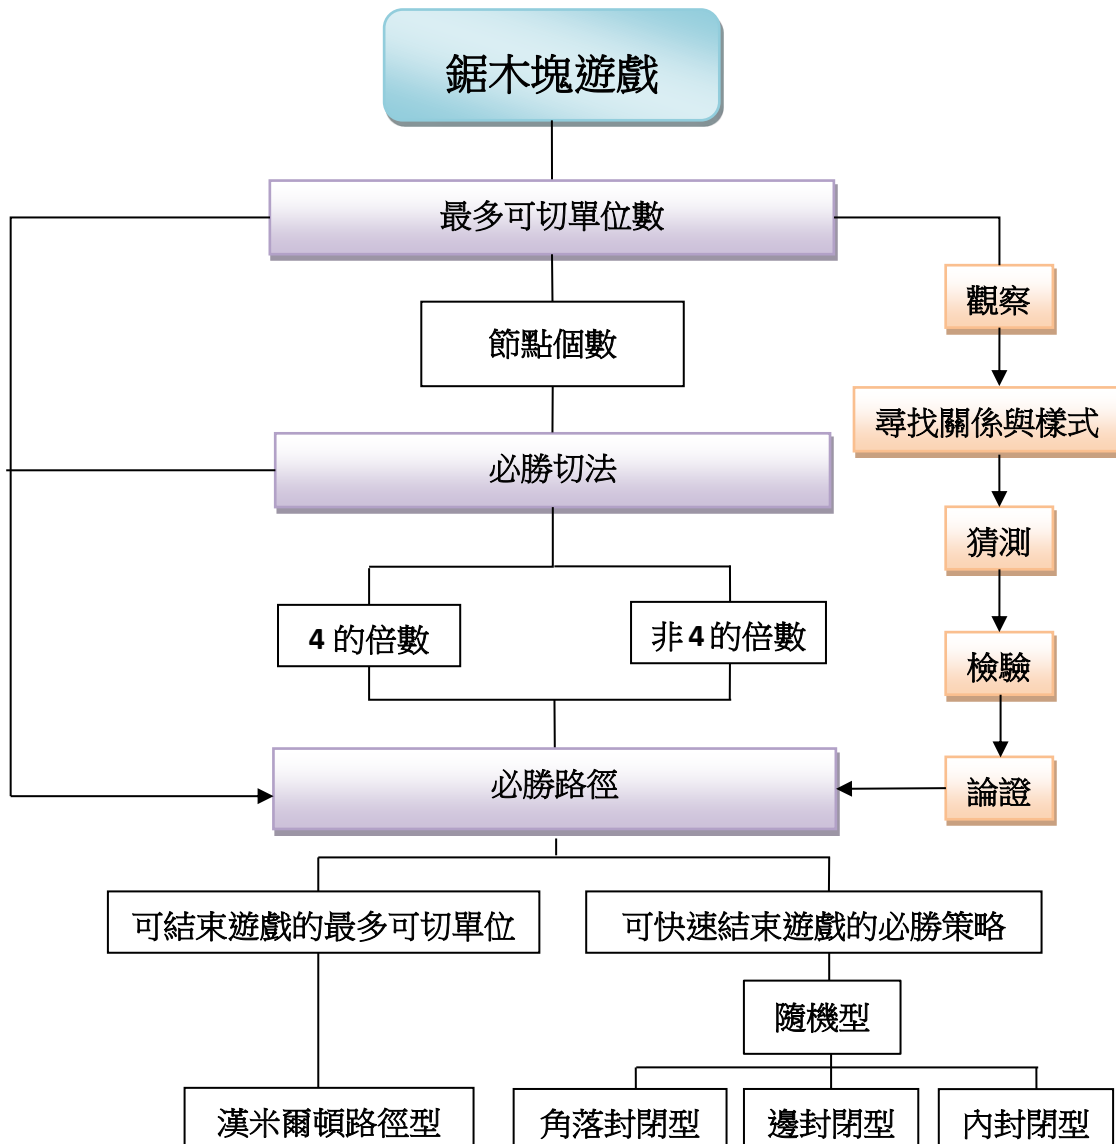 鋸木塊遊戲
最多可切單位數
觀察
節點個數
尋找關係與樣式
必勝切法
猜測
4 的倍數
非 4 的倍數
檢驗
必勝路徑
論證
可結束遊戲的最多可切單位
可快速結束遊戲的必勝策略
隨機型
漢米爾頓路徑型
角落封閉型
邊封閉型
內封閉型